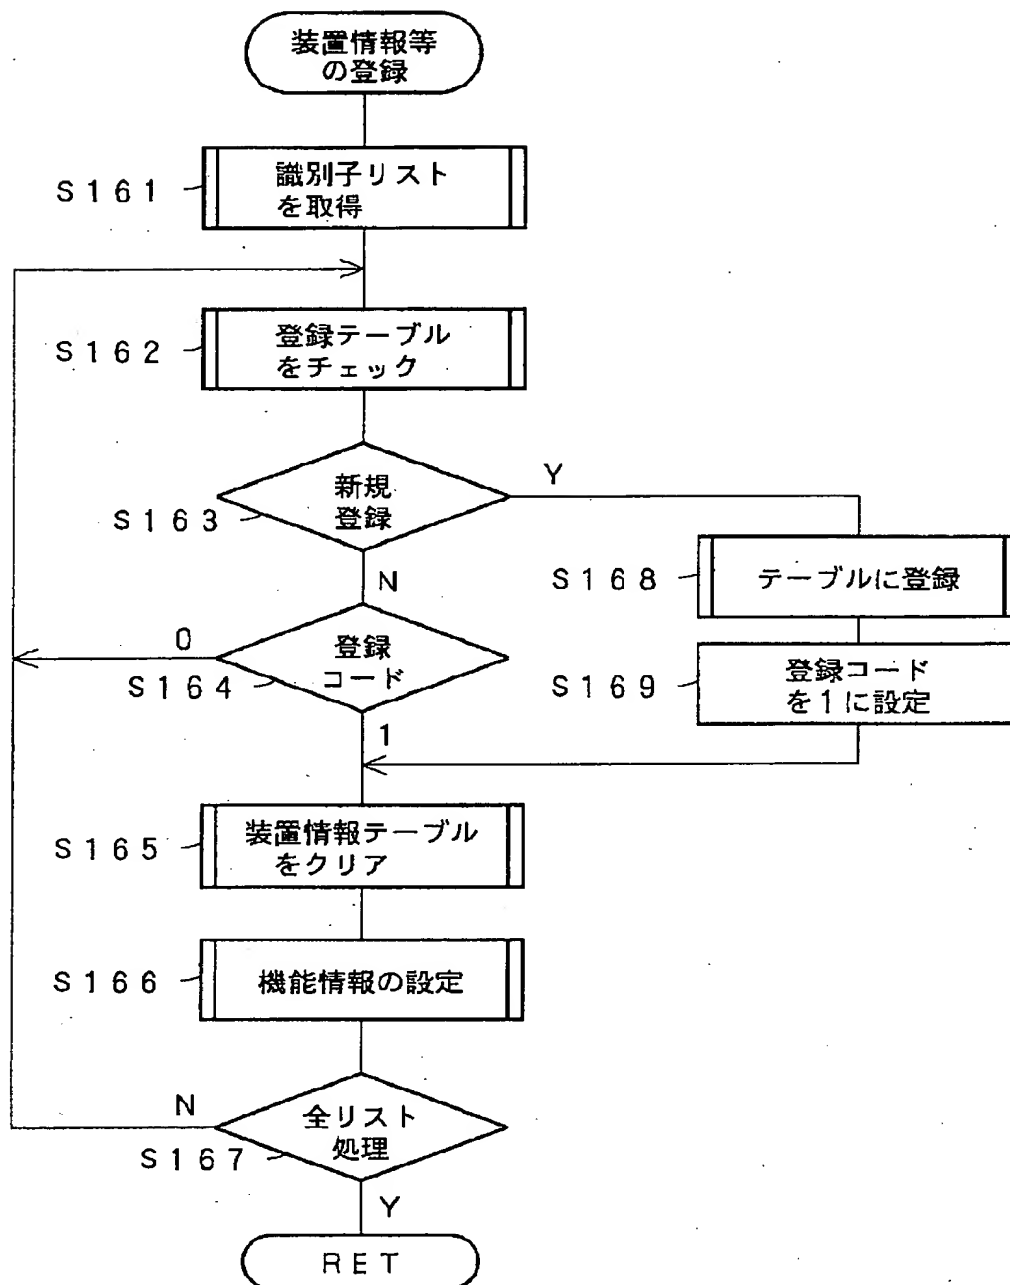 装置情報等
の登録
S161
識別子リスト
を取得
S162
登録テーブル
をチェック
S163
新規
登録
Y
N
S168
テーブルに登録
S169
登録コード
を1に設定
S164
登録
コード
0
1
S165
装置情報テーブル
をクリア
S166
機能情報の設定
S167
全リスト
処理
N
Y
RET